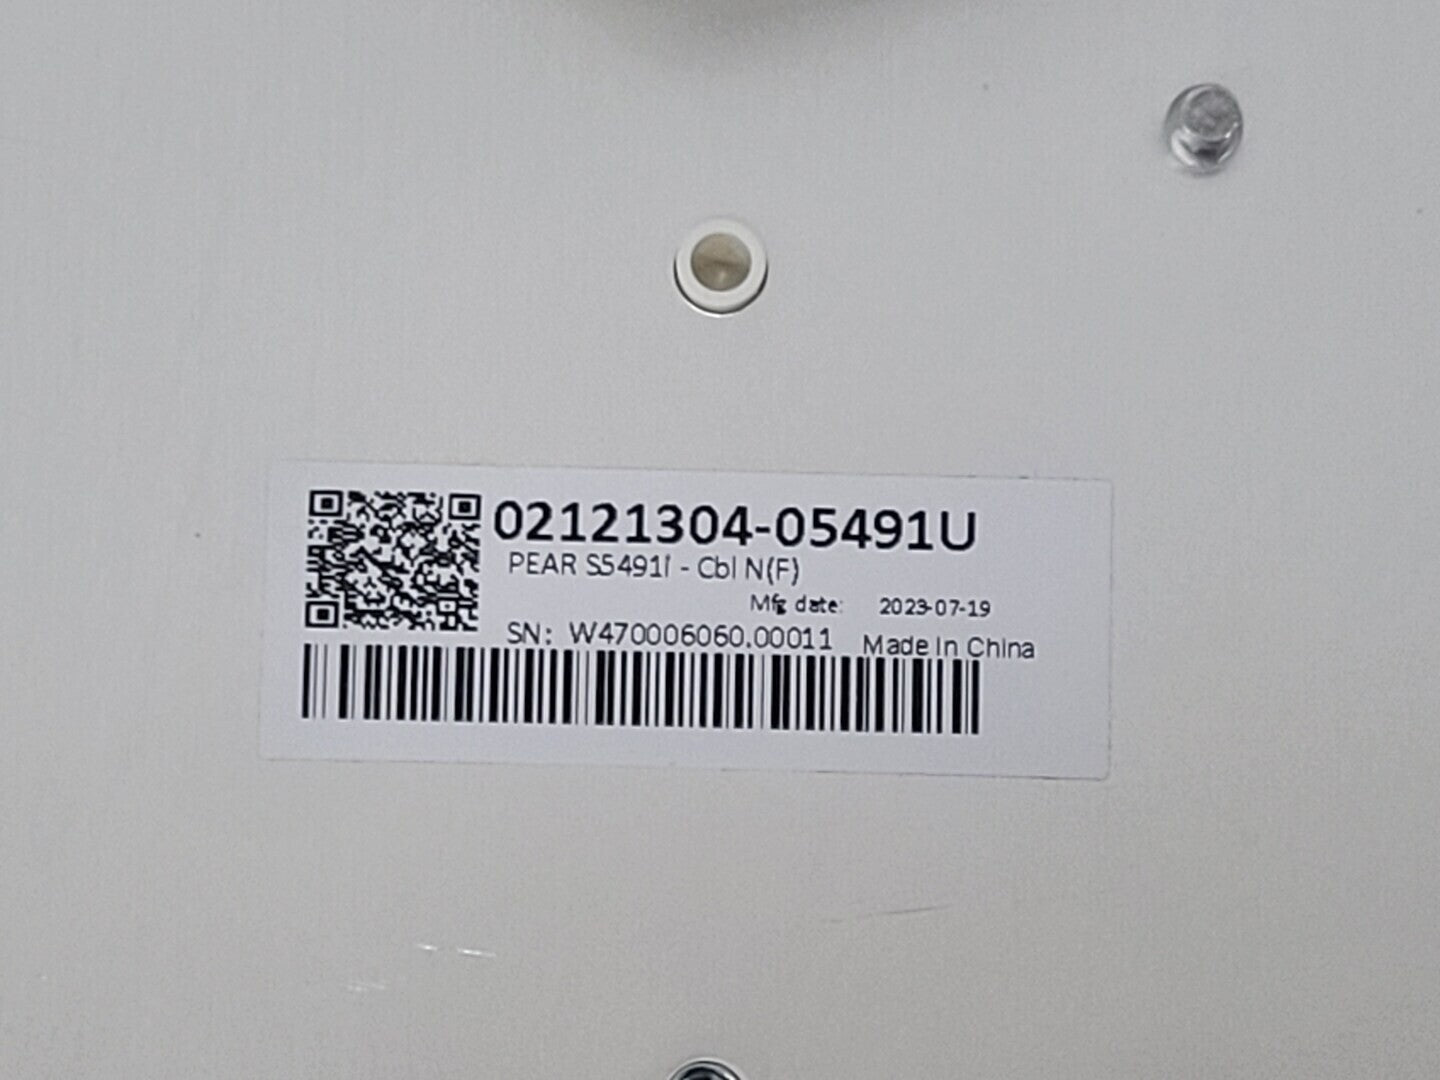 02121304-05491U
PEAR S5491i - Cbl N(F)
Mfg date: 2023-07-19
SN: W470006060.00011 Made In China